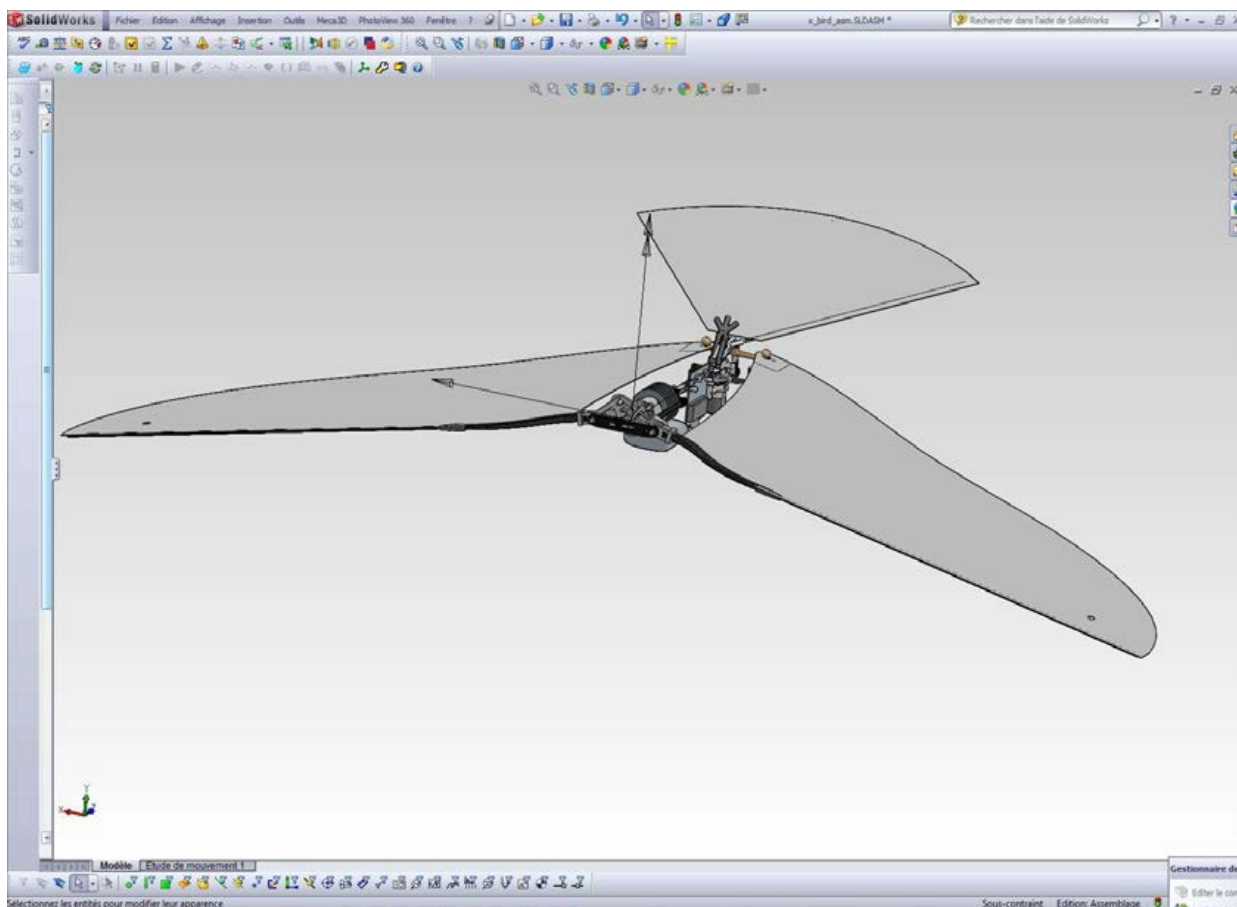 SolidWorks Fichier Edition Affichage Insertion Outils Meca3D PhotoView 360 Fenêtre ? x_bird_asm.SLDASM * Rechercher dans l'aide de SolidWorks
Y
X
Z
Modèle Etude de mouvement 1
Gestionnaire de
Editer le con
Sélectionnez les entités pour modifier leur apparence Sous-contraint Edition: Assemblage